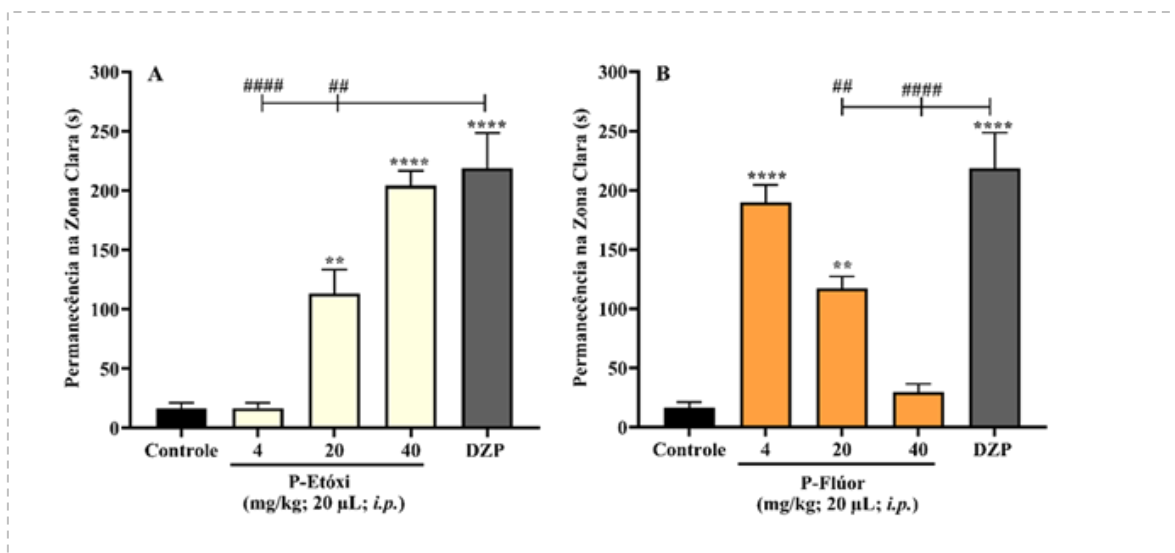 A
####
##
****
****
**
300
250
200
150
100
50
0
Permanecência na Zona Clara (s)
Controle
4
20
40
DZP
P-Etóxi
(mg/kg; 20 µL; i.p.)
B
##
####
****
****
**
300
250
200
150
100
50
0
Permanecência na Zona Clara (s)
Controle
4
20
40
DZP
P-Flúor
(mg/kg; 20 µL; i.p.)